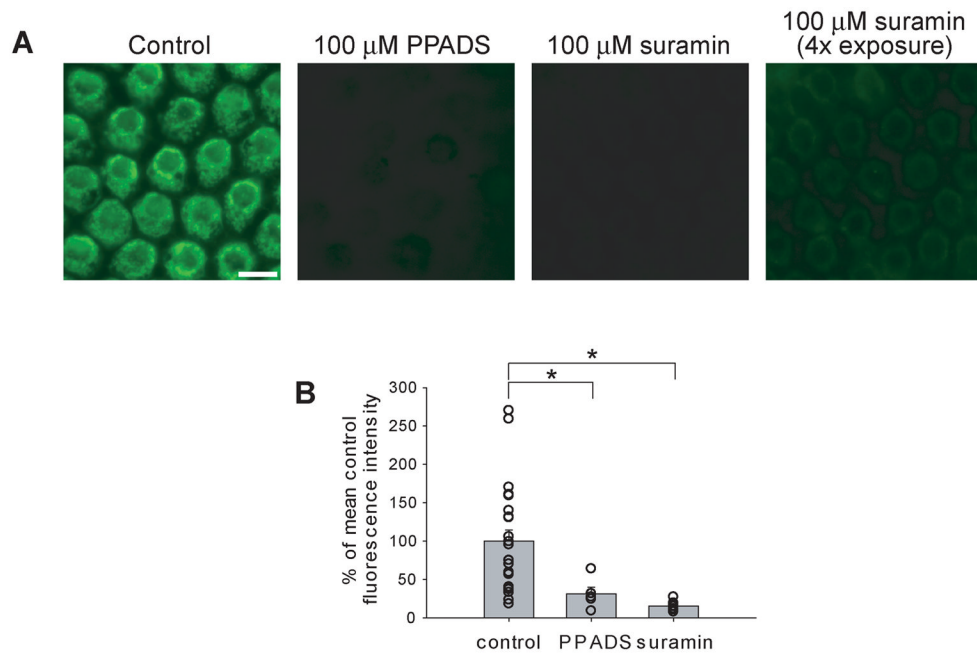 A
Control
100 μM PPADS
100 μM suramin
100 μM suramin
(4x exposure)
B
*
*
% of mean control
fluorescence intensity
300
250
200
150
100
50
0
control
PPADS
suramin